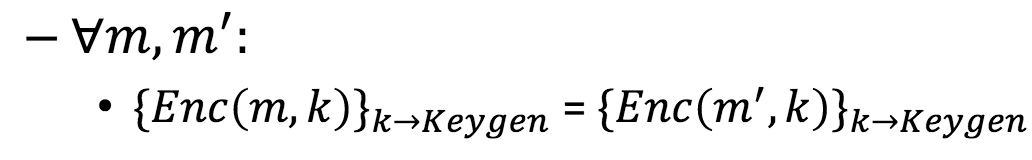 – ∀m, m′:
• {Enc(m, k)}ₖ→Keygen = {Enc(m′, k)}ₖ→Keygen